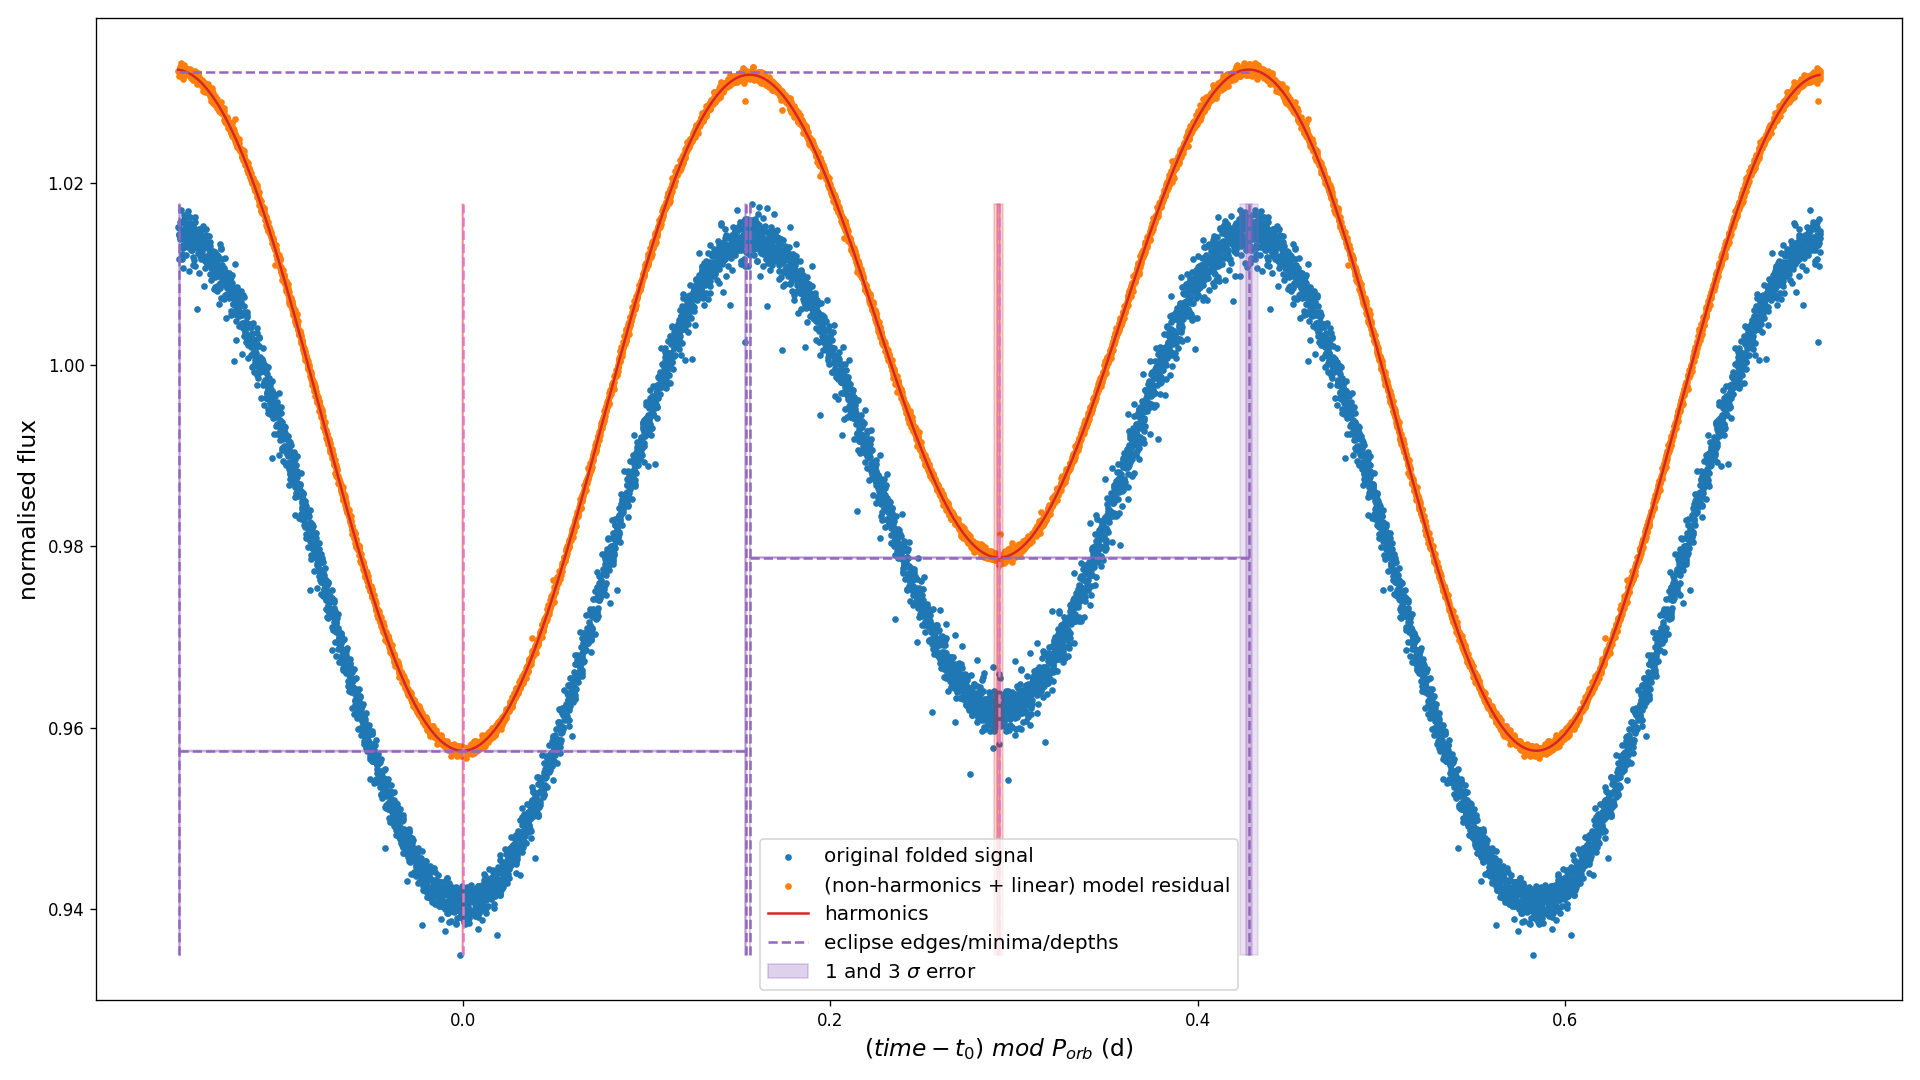 normalised flux
1.02
1.00
0.98
0.96
0.94
original folded signal
(non-harmonics + linear) model residual
harmonics
eclipse edges/minima/depths
1 and 3 σ error
0.0
0.2
0.4
0.6
(time − t₀) mod Pₒᵣb (d)